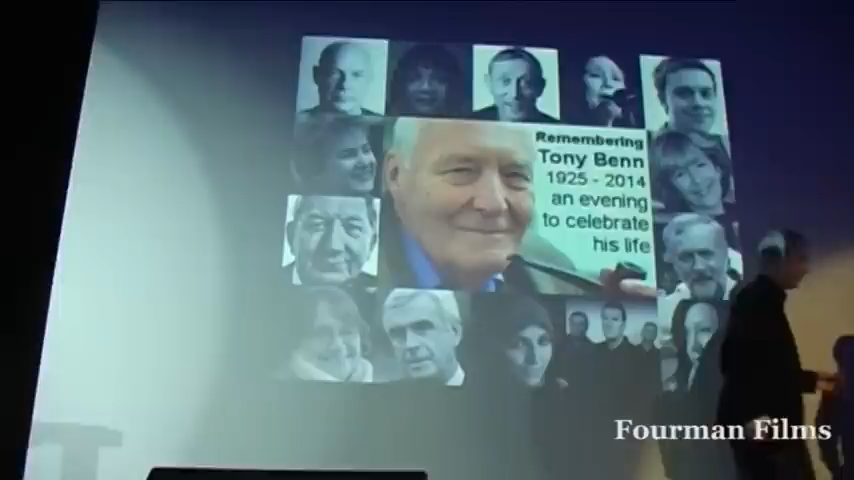 Remembering
Tony Benn
1925 - 2014
an evening
to celebrate
his life
Fourman Films